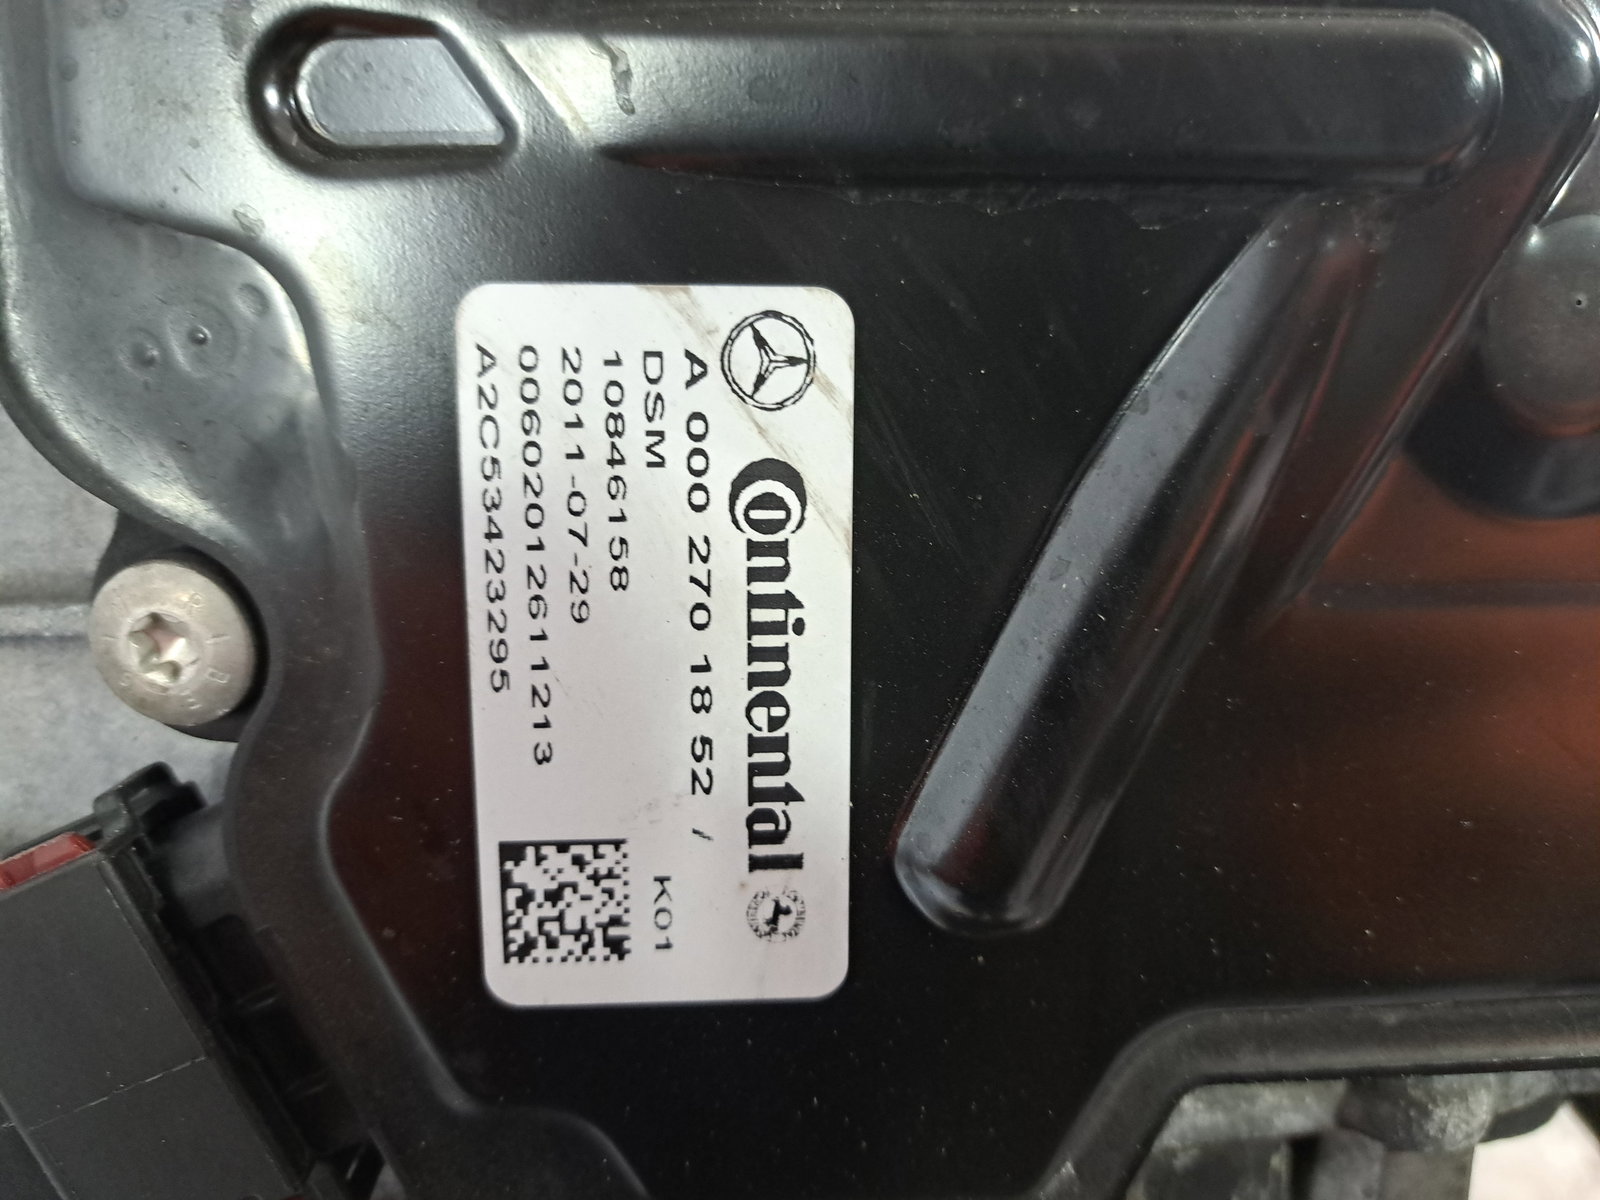 Continental
A 000 270 18 52 /
DSM K01
10846158
2011-07-29
00602012611213
A2C53423295